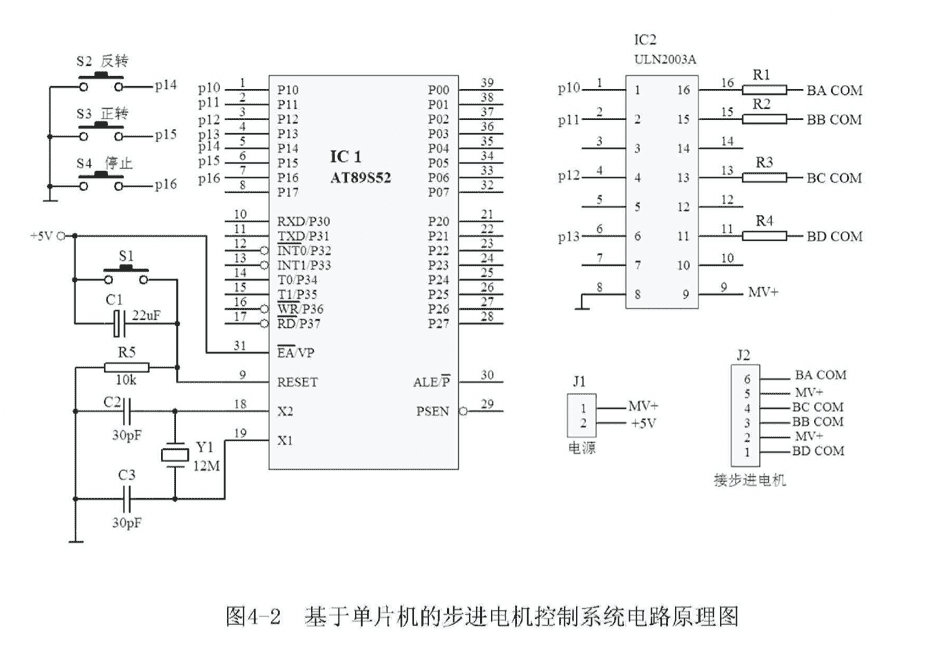 S2 反转
p14
S3 正转
p15
S4 停止
p16
+5V
S1
C1
22uF
R5
10k
C2
30pF
Y1
12M
C3
30pF
p10 1 P10
p11 2 P11
p12 3 P12
p13 4 P13
p14 5 P14
p15 6 P15
p16 7 P16
8 P17
10 RXD/P30
11 TXD/P31
12 INT0/P32
13 INT1/P33
14 T0/P34
15 T1/P35
16 WR/P36
17 RD/P37
31 EA/VP
9 RESET
18 X2
19 X1
IC 1
AT89S52
P00 39
P01 38
P02 37
P03 36
P04 35
P05 34
P06 33
P07 32
P20 21
P21 22
P22 23
P23 24
P24 25
P25 26
P26 27
P27 28
ALE/P 30
PSEN 29
IC2
ULN2003A
p10 1 1 16 16 R1 BA COM
p11 2 2 15 15 R2 BB COM
3 3 14 14
p12 4 4 13 13 R3 BC COM
5 5 12 12
p13 6 6 11 11 R4 BD COM
7 7 10 10
8 8 9 9 MV+
J1
1 MV+
2 +5V
电源
J2
6 BA COM
5 MV+
4 BC COM
3 BB COM
2 MV+
1 BD COM
接步进电机
图4-2 基于单片机的步进电机控制系统电路原理图